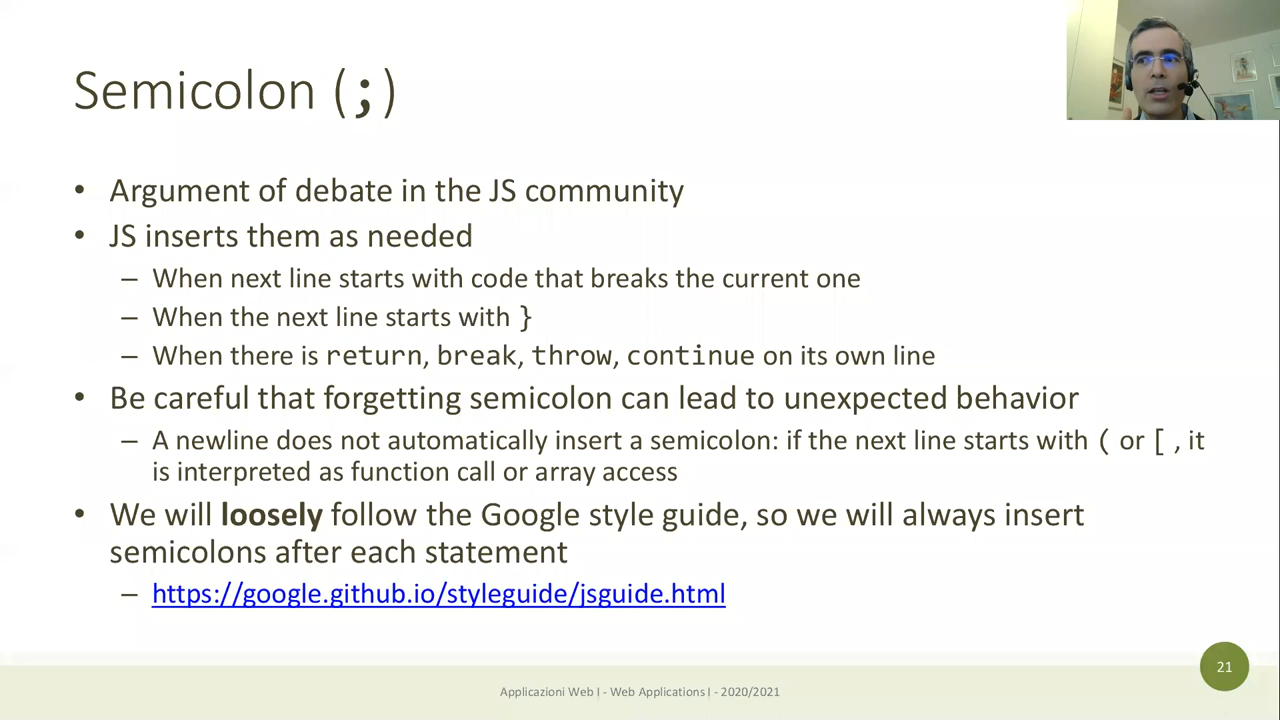 Semicolon (;)
• Argument of debate in the JS community
• JS inserts them as needed
– When next line starts with code that breaks the current one
– When the next line starts with }
– When there is return, break, throw, continue on its own line
• Be careful that forgetting semicolon can lead to unexpected behavior
– A newline does not automatically insert a semicolon: if the next line starts with ( or [ , it
is interpreted as function call or array access
• We will loosely follow the Google style guide, so we will always insert
semicolons after each statement
– https://google.github.io/styleguide/jsguide.html
Applicazioni Web I - Web Applications I - 2020/2021
21